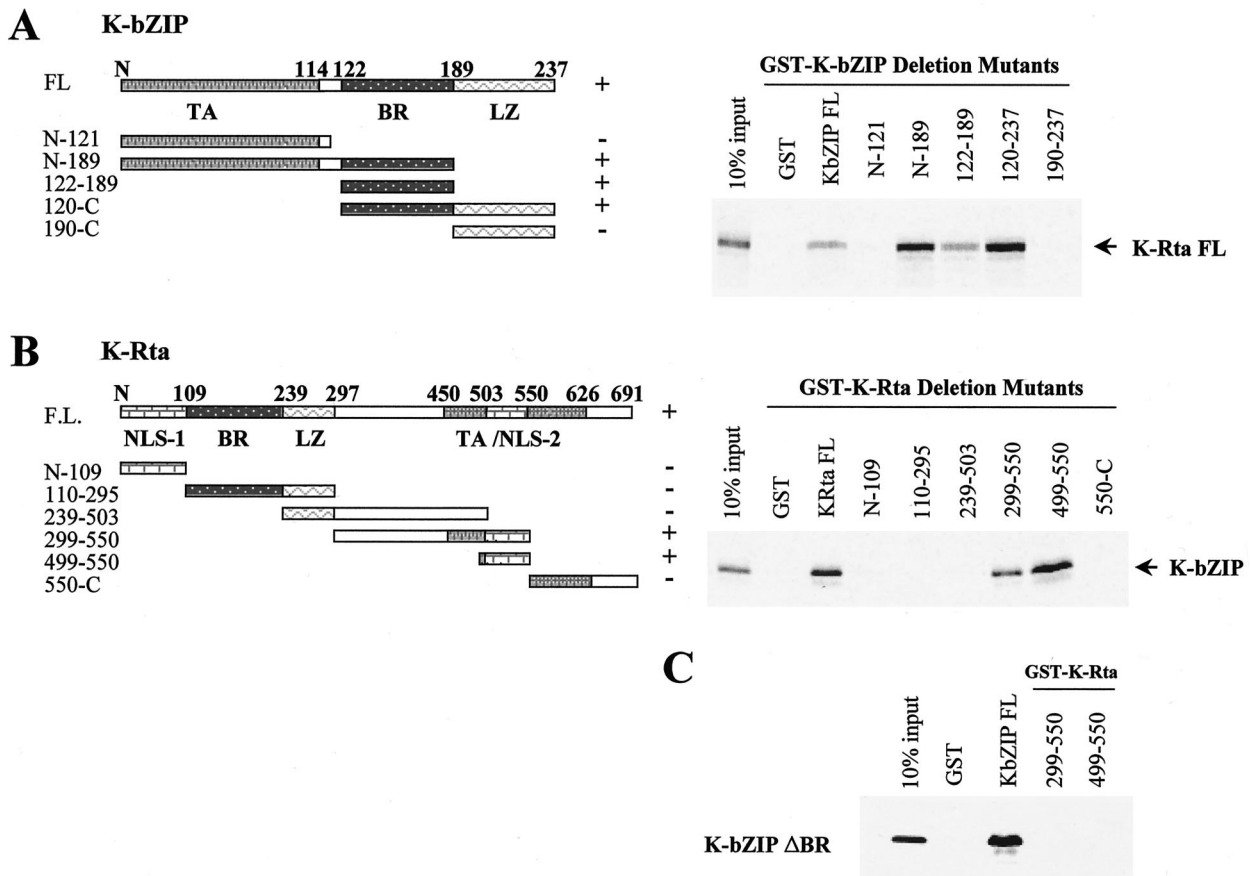 A
K-bZIP
N 114 122 189 237
FL +
TA BR LZ
N-121 -
N-189 +
122-189 +
120-C +
190-C -
GST-K-bZIP Deletion Mutants
10% input
GST
KbZIP FL
N-121
N-189
122-189
120-237
190-237
K-Rta FL
B
K-Rta
N 109 239 297 450 503 550 626 691
F.L. +
NLS-1 BR LZ TA /NLS-2
N-109 -
110-295 -
239-503 -
299-550 +
499-550 +
550-C -
GST-K-Rta Deletion Mutants
10% input
GST
KRta FL
N-109
110-295
239-503
299-550
499-550
550-C
K-bZIP
C
GST-K-Rta
10% input
GST
KbZIP FL
299-550
499-550
K-bZIP ΔBR